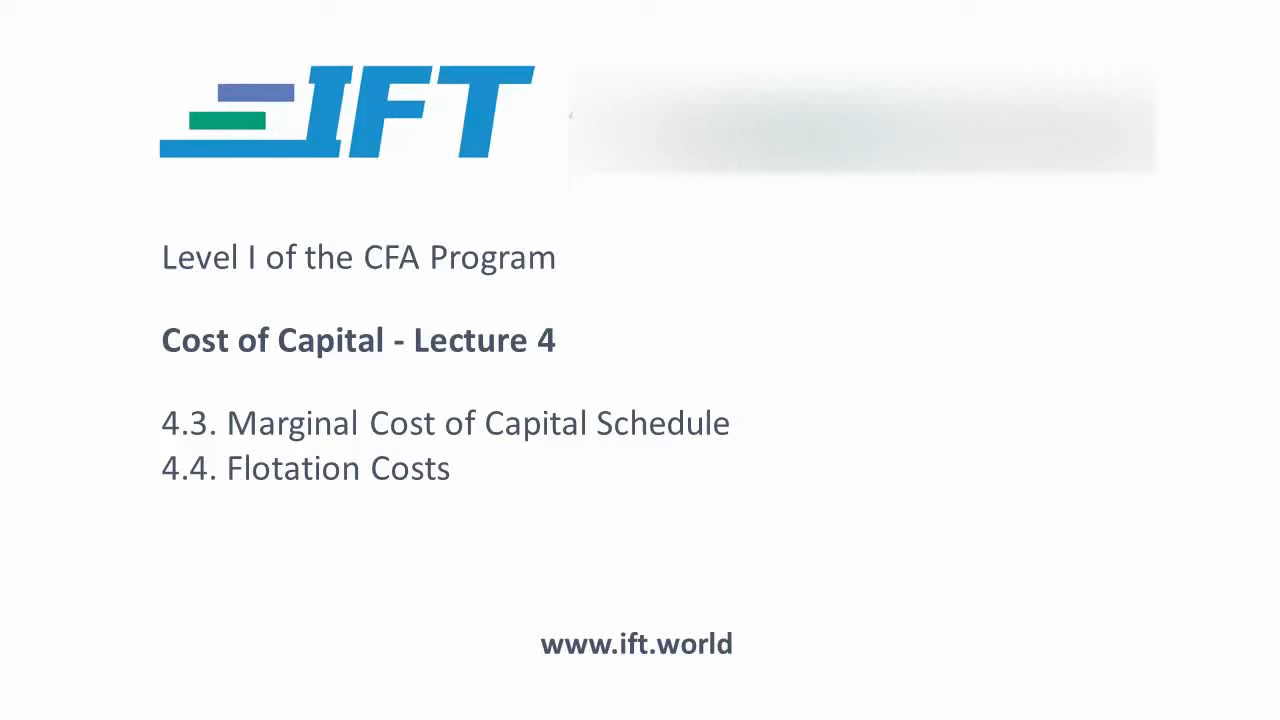 IFT
Level I of the CFA Program
Cost of Capital - Lecture 4
4.3. Marginal Cost of Capital Schedule
4.4. Flotation Costs
www.ift.world